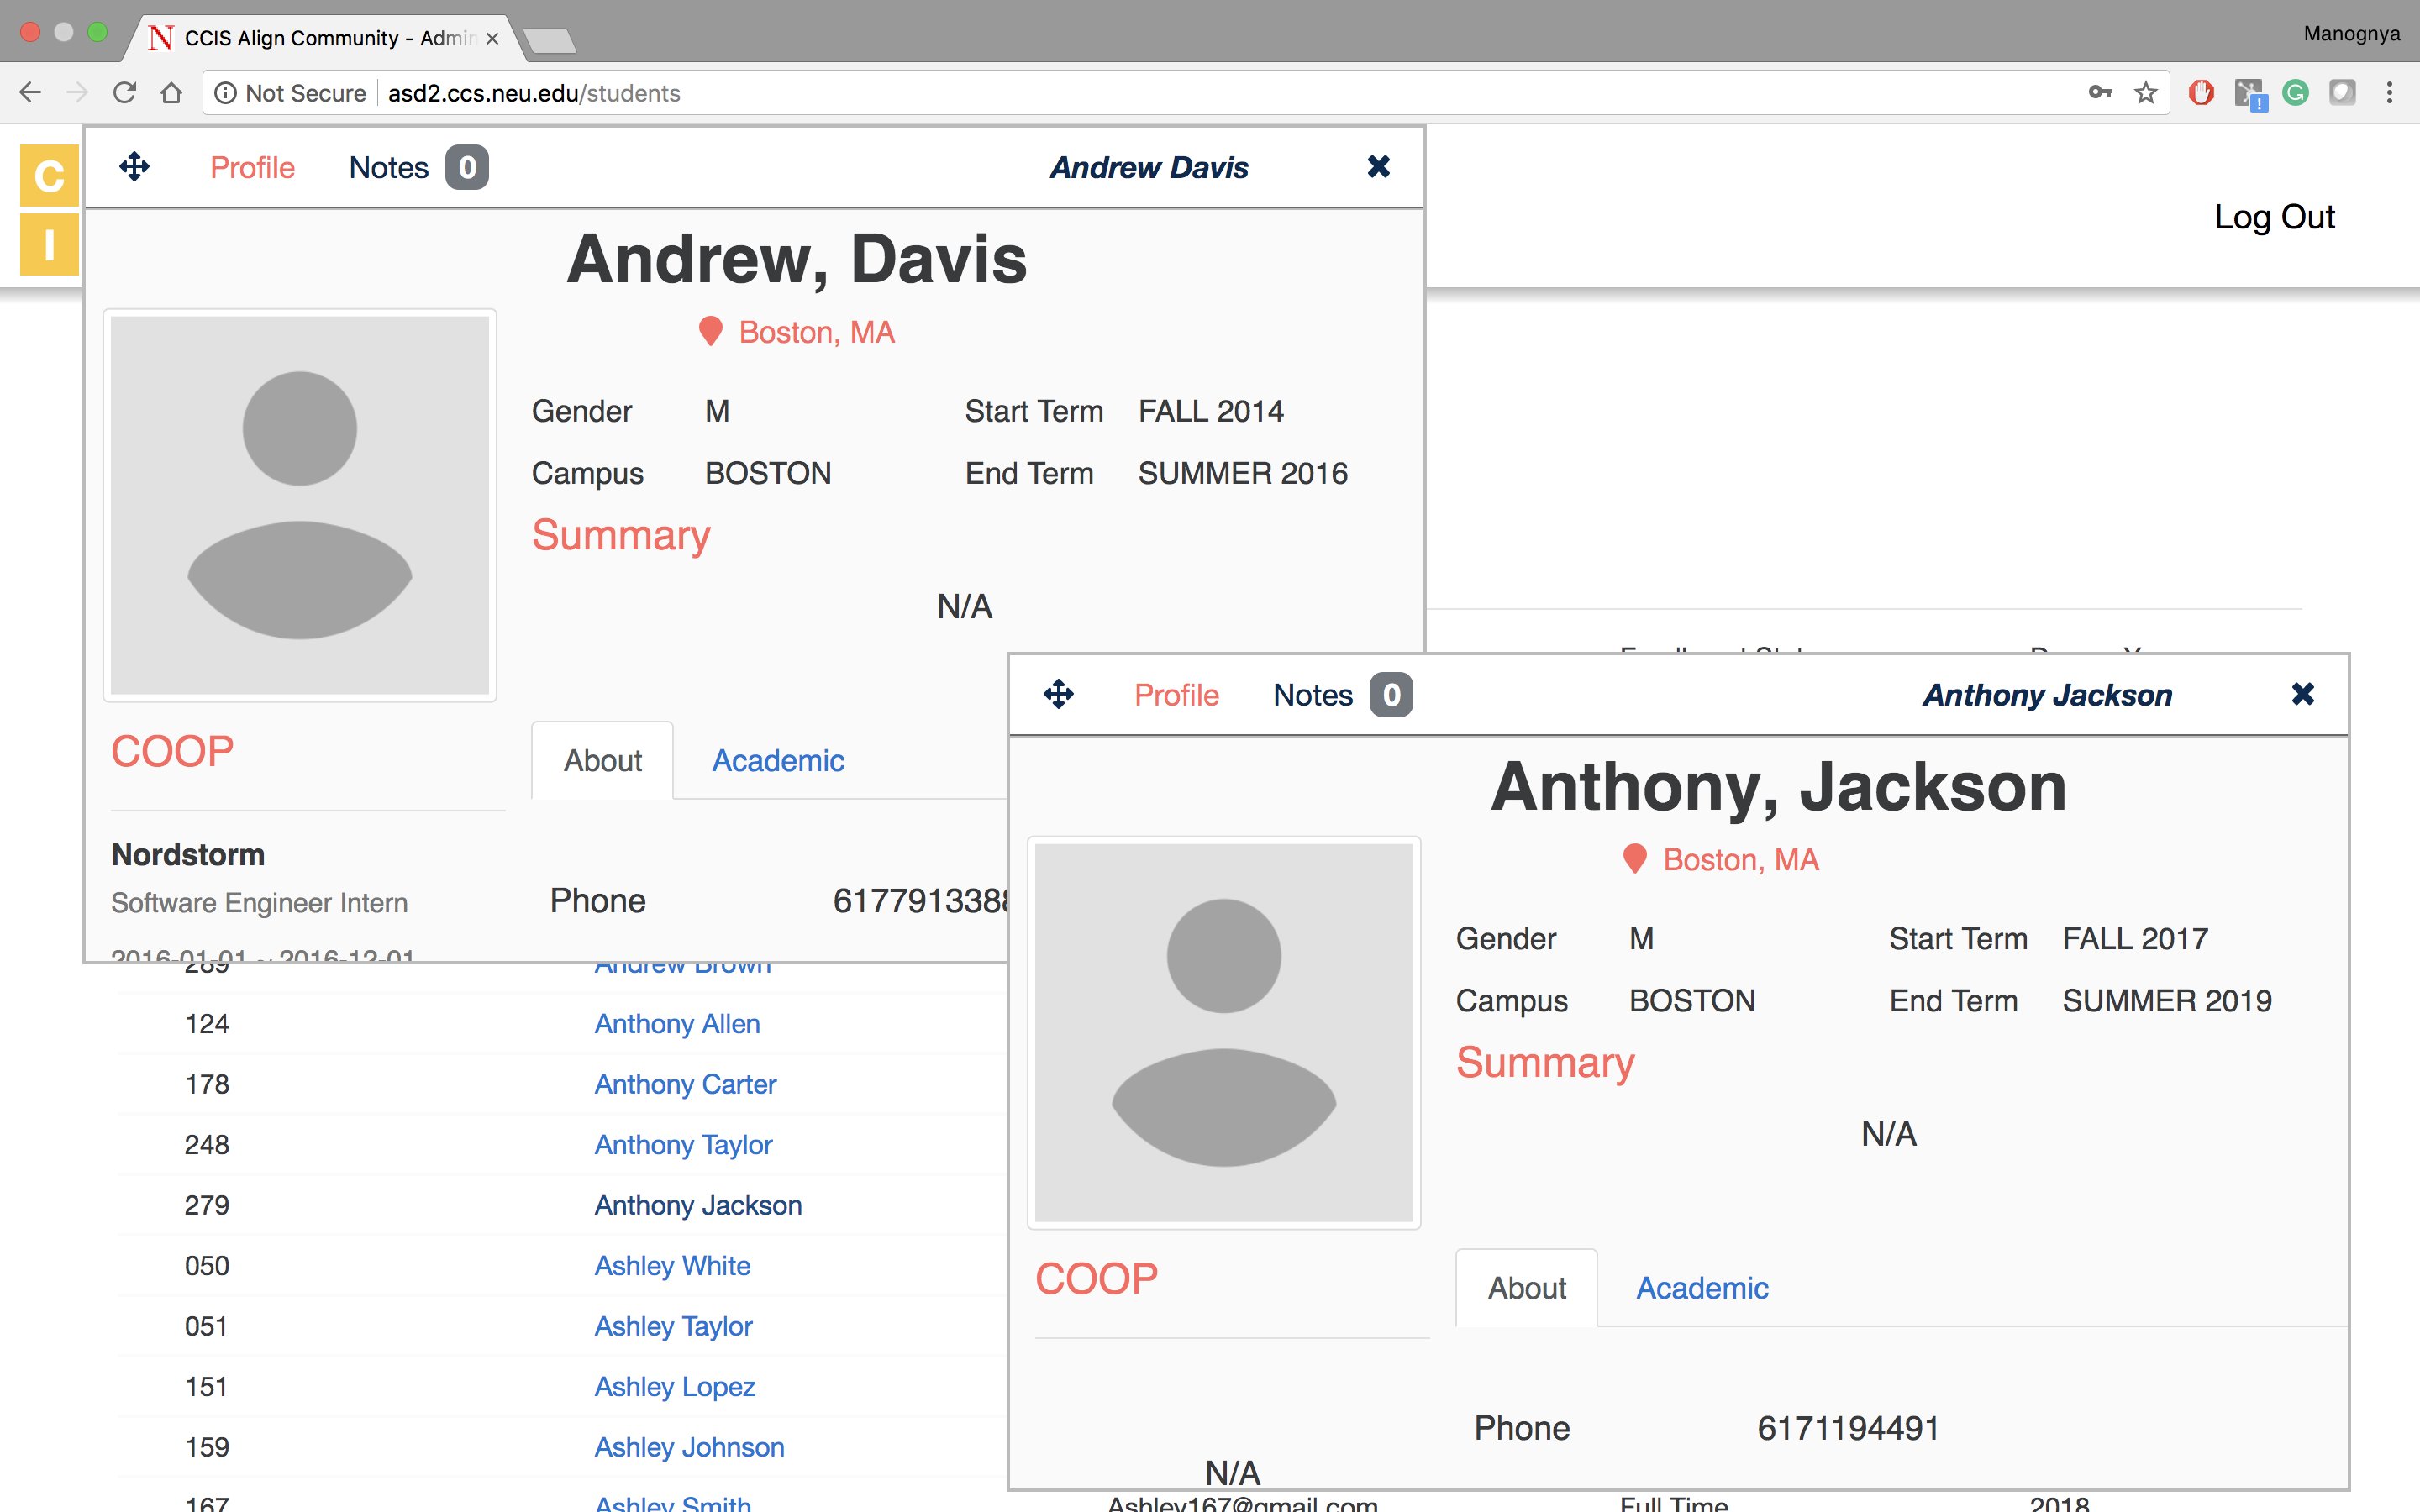 CCIS Align Community - Admin
Manognya
Not Secure
asd2.ccs.neu.edu/students
C
I
Log Out
Profile
Notes 0
Andrew Davis
Andrew, Davis
Boston, MA
Gender M Start Term FALL 2014
Campus BOSTON End Term SUMMER 2016
Summary
N/A
COOP
About Academic
Nordstorm
Software Engineer Intern
2016-01-01 ~ 2016-12-01
Phone 617791338
Profile
Notes 0
Anthony Jackson
Anthony, Jackson
Boston, MA
Gender M Start Term FALL 2017
Campus BOSTON End Term SUMMER 2019
Summary
N/A
COOP
About Academic
N/A
Phone 6171194491
289 Andrew Brown
124 Anthony Allen
178 Anthony Carter
248 Anthony Taylor
279 Anthony Jackson
050 Ashley White
051 Ashley Taylor
151 Ashley Lopez
159 Ashley Johnson
167 Ashley Smith Ashley167@gmail.com Full Time 2018